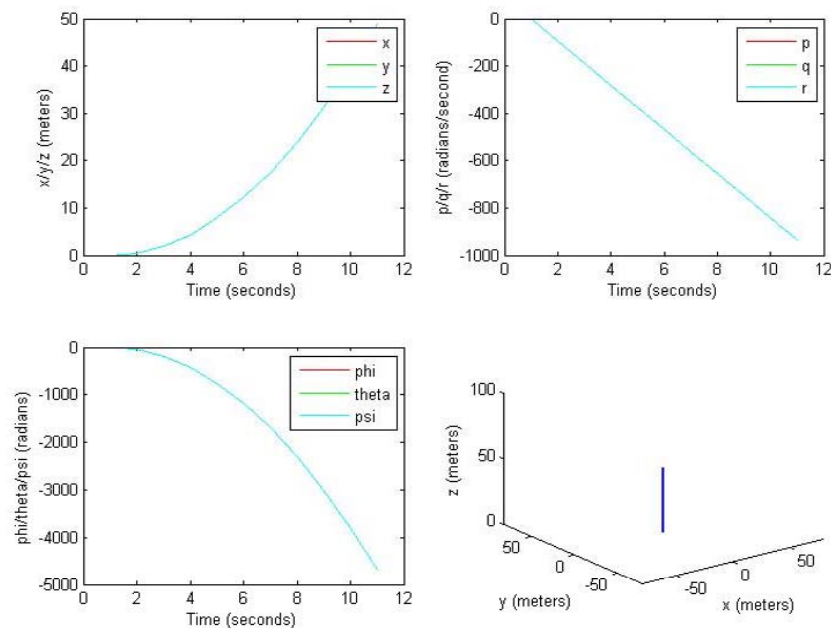 50
40
30
20
10
0
x/y/z (meters)
x
y
z
0 2 4 6 8 10 12
Time (seconds)
0
-200
-400
-600
-800
-1000
p/q/r (radians/second)
p
q
r
0 2 4 6 8 10 12
Time (seconds)
0
-1000
-2000
-3000
-4000
-5000
phi/theta/psi (radians)
phi
theta
psi
0 2 4 6 8 10 12
Time (seconds)
100
50
0
z (meters)
50
0
-50
y (meters)
-50
0
50
x (meters)